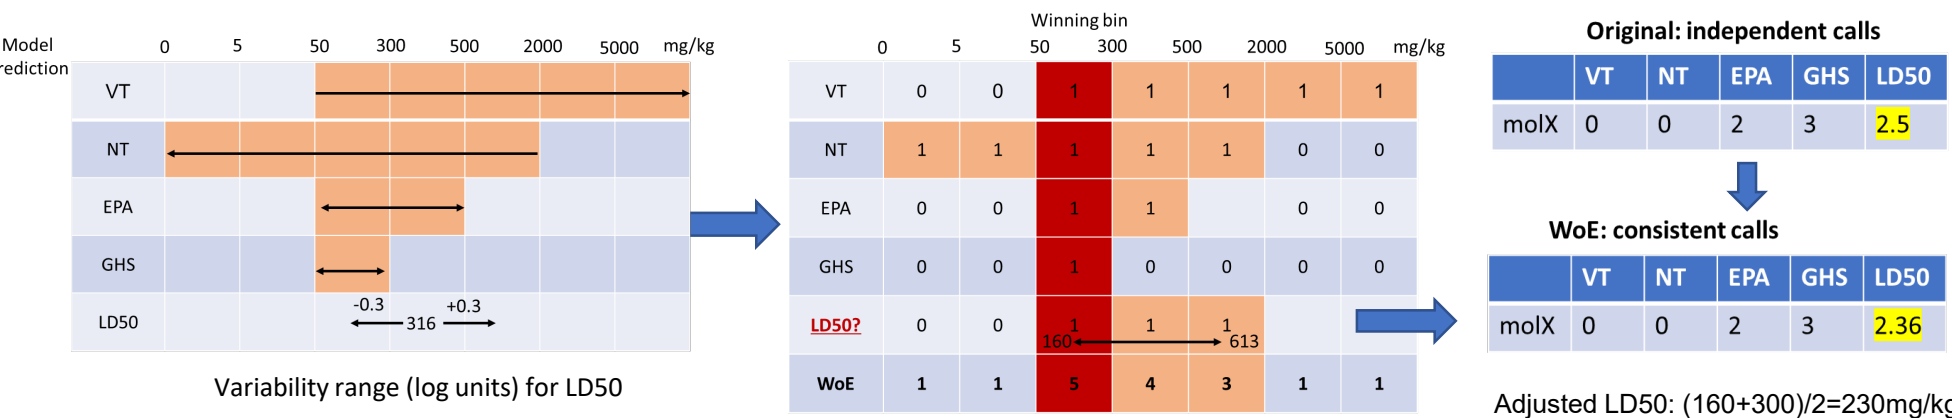 Model
rediction
0 5 50 300 500 2000 5000 mg/kg
VT
NT
EPA
GHS
LD50 -0.3 316 +0.3
Variability range (log units) for LD50
Winning bin
0 5 50 300 500 2000 5000 mg/kg
VT 0 0 1 1 1 1 1
NT 1 1 1 1 1 0 0
EPA 0 0 1 1 0 0
GHS 0 0 1 0 0 0 0
LD50? 0 0 1 1 1
160 613
WoE 1 1 5 4 3 1 1
Original: independent calls
VT NT EPA GHS LD50
molX 0 0 2 3 2.5
WoE: consistent calls
VT NT EPA GHS LD50
molX 0 0 2 3 2.36
Adjusted LD50: (160+300)/2=230mg/kg